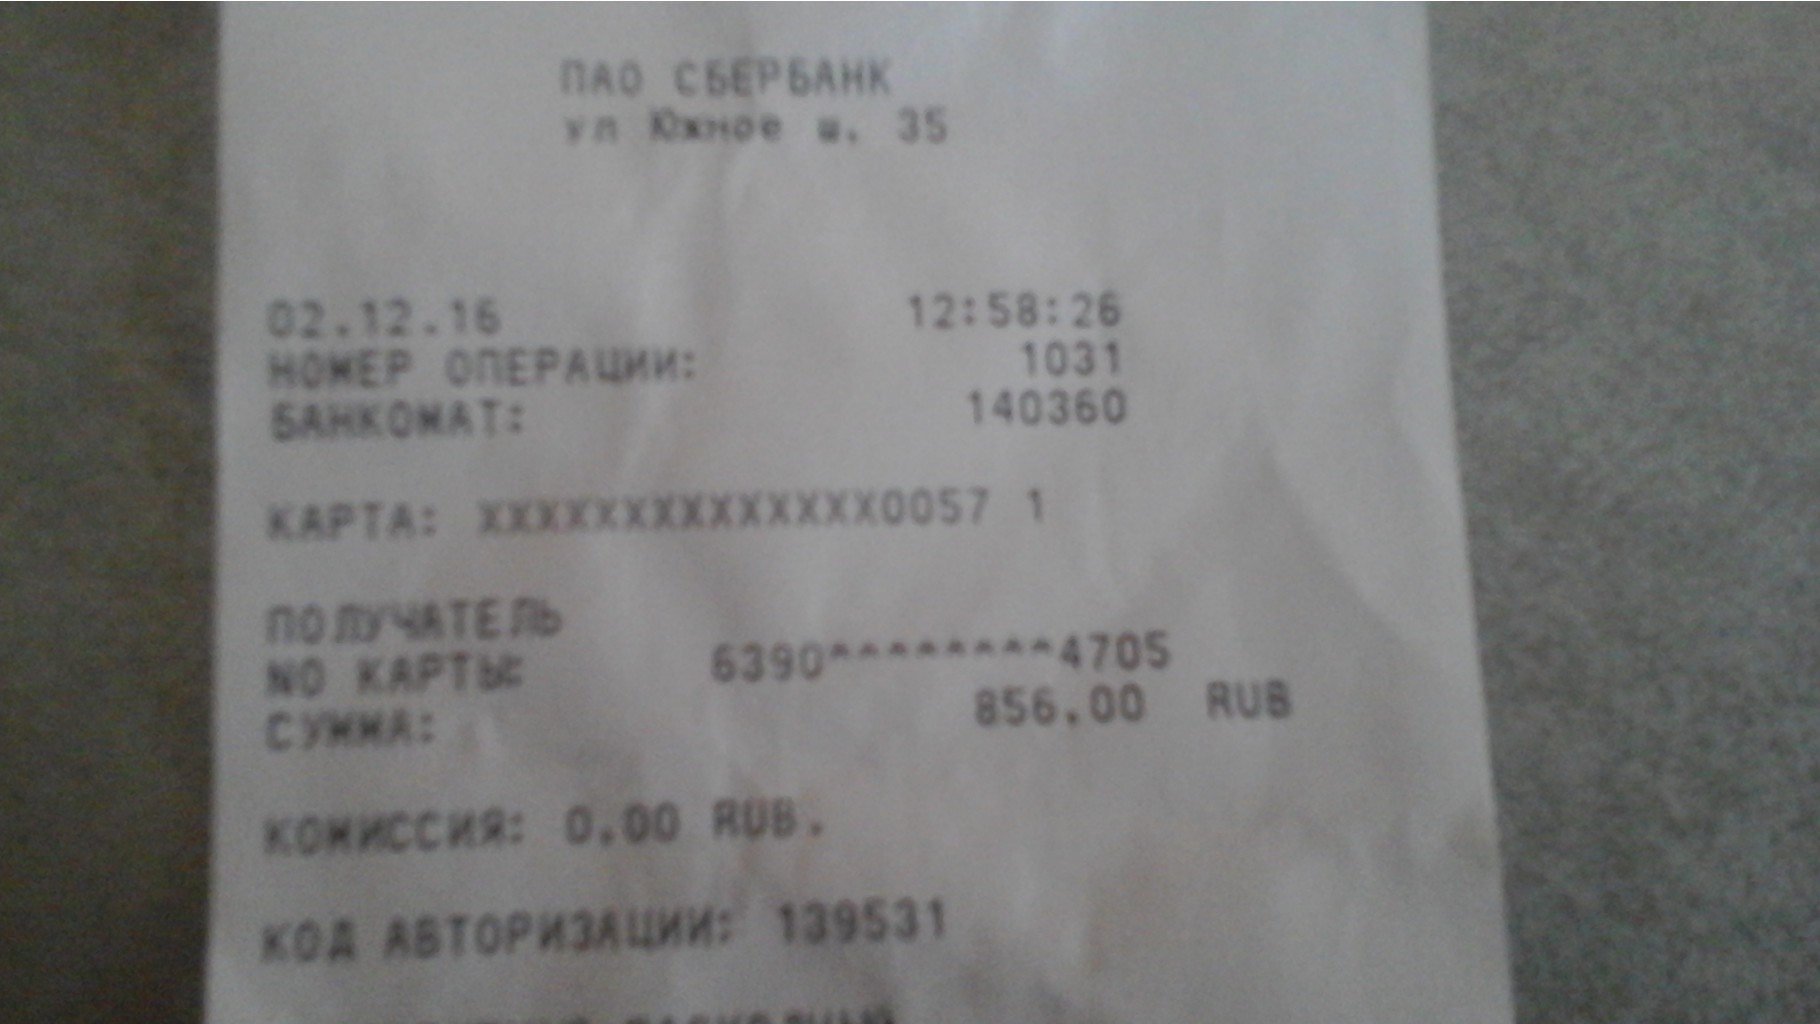 ПАО СБЕРБАНК
ул Южное ш. 35
02.12.16 12:58:26
НОМЕР ОПЕРАЦИИ: 1031
БАНКОМАТ: 140360
КАРТА: XXXXXXXXXXXXXX0057 1
ПОЛУЧАТЕЛЬ
NO КАРТЫ: 6390^^^^^^^^4705
СУММА: 856.00 RUB
КОМИССИЯ: 0.00 RUB.
КОД АВТОРИЗАЦИИ: 139531